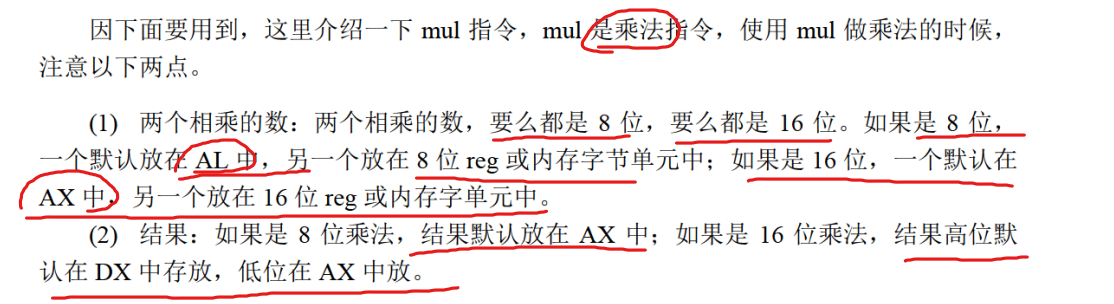 因下面要用到，这里介绍一下 mul 指令，mul 是乘法指令，使用 mul 做乘法的时候，
注意以下两点。
(1) 两个相乘的数：两个相乘的数，要么都是 8 位，要么都是 16 位。如果是 8 位，
一个默认放在 AL 中，另一个放在 8 位 reg 或内存字节单元中；如果是 16 位，一个默认在
AX 中，另一个放在 16 位 reg 或内存字单元中。
(2) 结果：如果是 8 位乘法，结果默认放在 AX 中；如果是 16 位乘法，结果高位默
认在 DX 中存放，低位在 AX 中放。